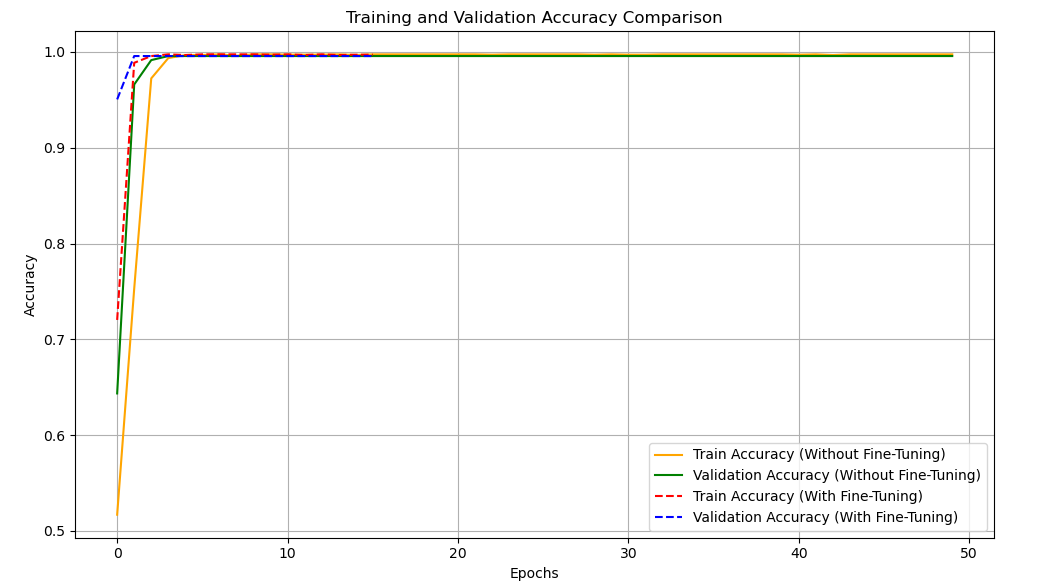 Training and Validation Accuracy Comparison
1.0
0.9
0.8
0.7
0.6
0.5
Accuracy
Train Accuracy (Without Fine-Tuning)
Validation Accuracy (Without Fine-Tuning)
Train Accuracy (With Fine-Tuning)
Validation Accuracy (With Fine-Tuning)
0 10 20 30 40 50
Epochs